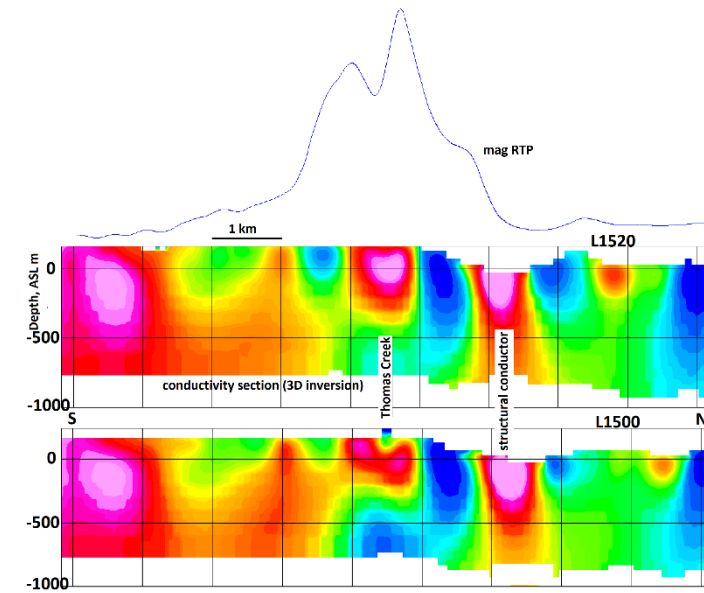 mag RTP
1 km
L1520
Depth, ASL m
0
-500
-1000
conductivity section (3D inversion)
Thomas Creek
structural conductor
S
L1500
N
0
-500
-1000